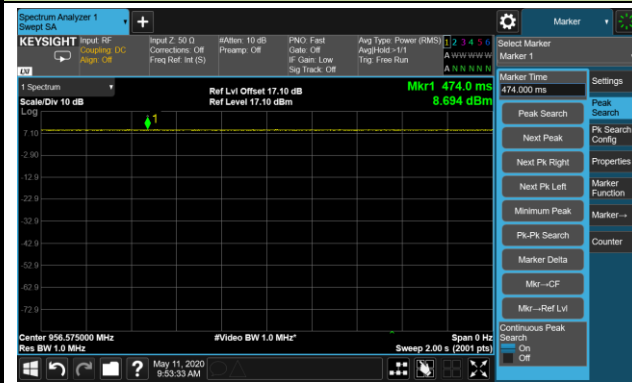 Spectrum Analyzer 1
Swept SA
+
Marker
KEYSIGHT
Input: RF
Coupling: DC
Align: Off
Input Z: 50 Ω
Corrections: Off
Freq Ref: Int (S)
#Atten: 10 dB
Preamp: Off
PNO: Fast
Gate: Off
IF Gain: Low
Sig Track: Off
Avg Type: Power (RMS)
Avg|Hold:>1/1
Trig: Free Run
1 2 3 4 5 6
A W W W W W
A N N N N N
LXI
Select Marker
Marker 1
1 Spectrum
Scale/Div 10 dB
Ref Lvl Offset 17.10 dB
Ref Level 17.10 dBm
Mkr1 474.0 ms
8.694 dBm
Log
1
7.10
-2.90
-12.9
-22.9
-32.9
-42.9
-52.9
-62.9
-72.9
Center 956.575000 MHz
Res BW 1.0 MHz
#Video BW 1.0 MHz*
Span 0 Hz
Sweep 2.00 s (2001 pts)
Marker Time
474.000 ms
Peak Search
Next Peak
Next Pk Right
Next Pk Left
Minimum Peak
Pk-Pk Search
Marker Delta
Mkr→CF
Mkr→Ref Lvl
Continuous Peak
Search
On
Off
Settings
Peak
Search
Pk Search
Config
Properties
Marker
Function
Marker→
Counter
?
May 11, 2020
9:53:33 AM